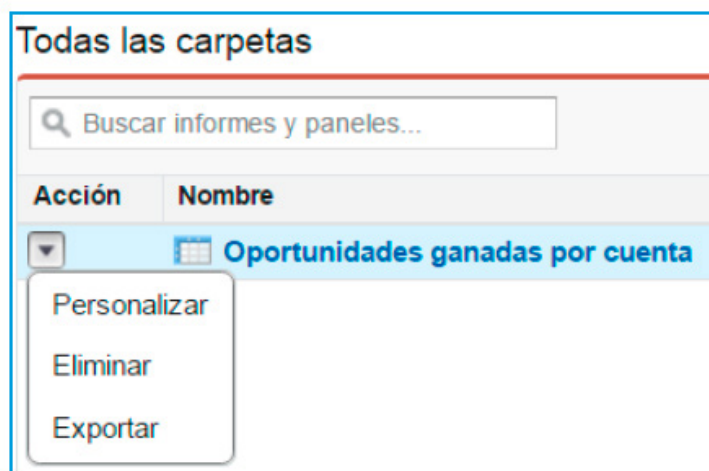 Todas las carpetas
Buscar informes y paneles...
Acción Nombre
Oportunidades ganadas por cuenta
Personalizar
Eliminar
Exportar